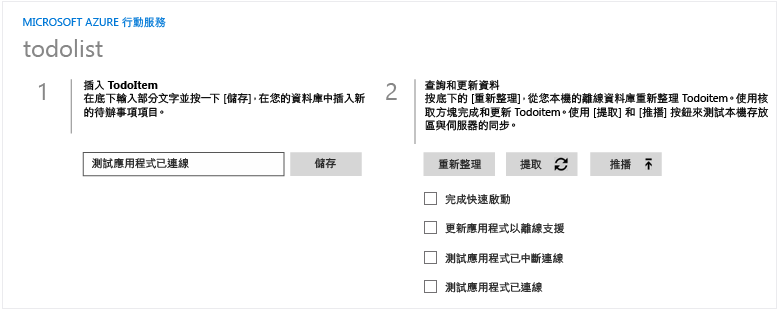 MICROSOFT AZURE 行動服務
todolist
1
插入 TodoItem
在底下輸入部分文字並按一下 [儲存]，在您的資料庫中插入新
的待辦事項項目。
測試應用程式已連線
儲存
2
查詢和更新資料
按底下的 [重新整理]，從您本機的離線資料庫重新整理 Todoitem。使用核
取方塊完成和更新 Todoitem。使用 [提取] 和 [推播] 按鈕來測試本機存放
區與伺服器的同步。
重新整理
提取
推播
完成快速啟動
更新應用程式以離線支援
測試應用程式已中斷連線
測試應用程式已連線